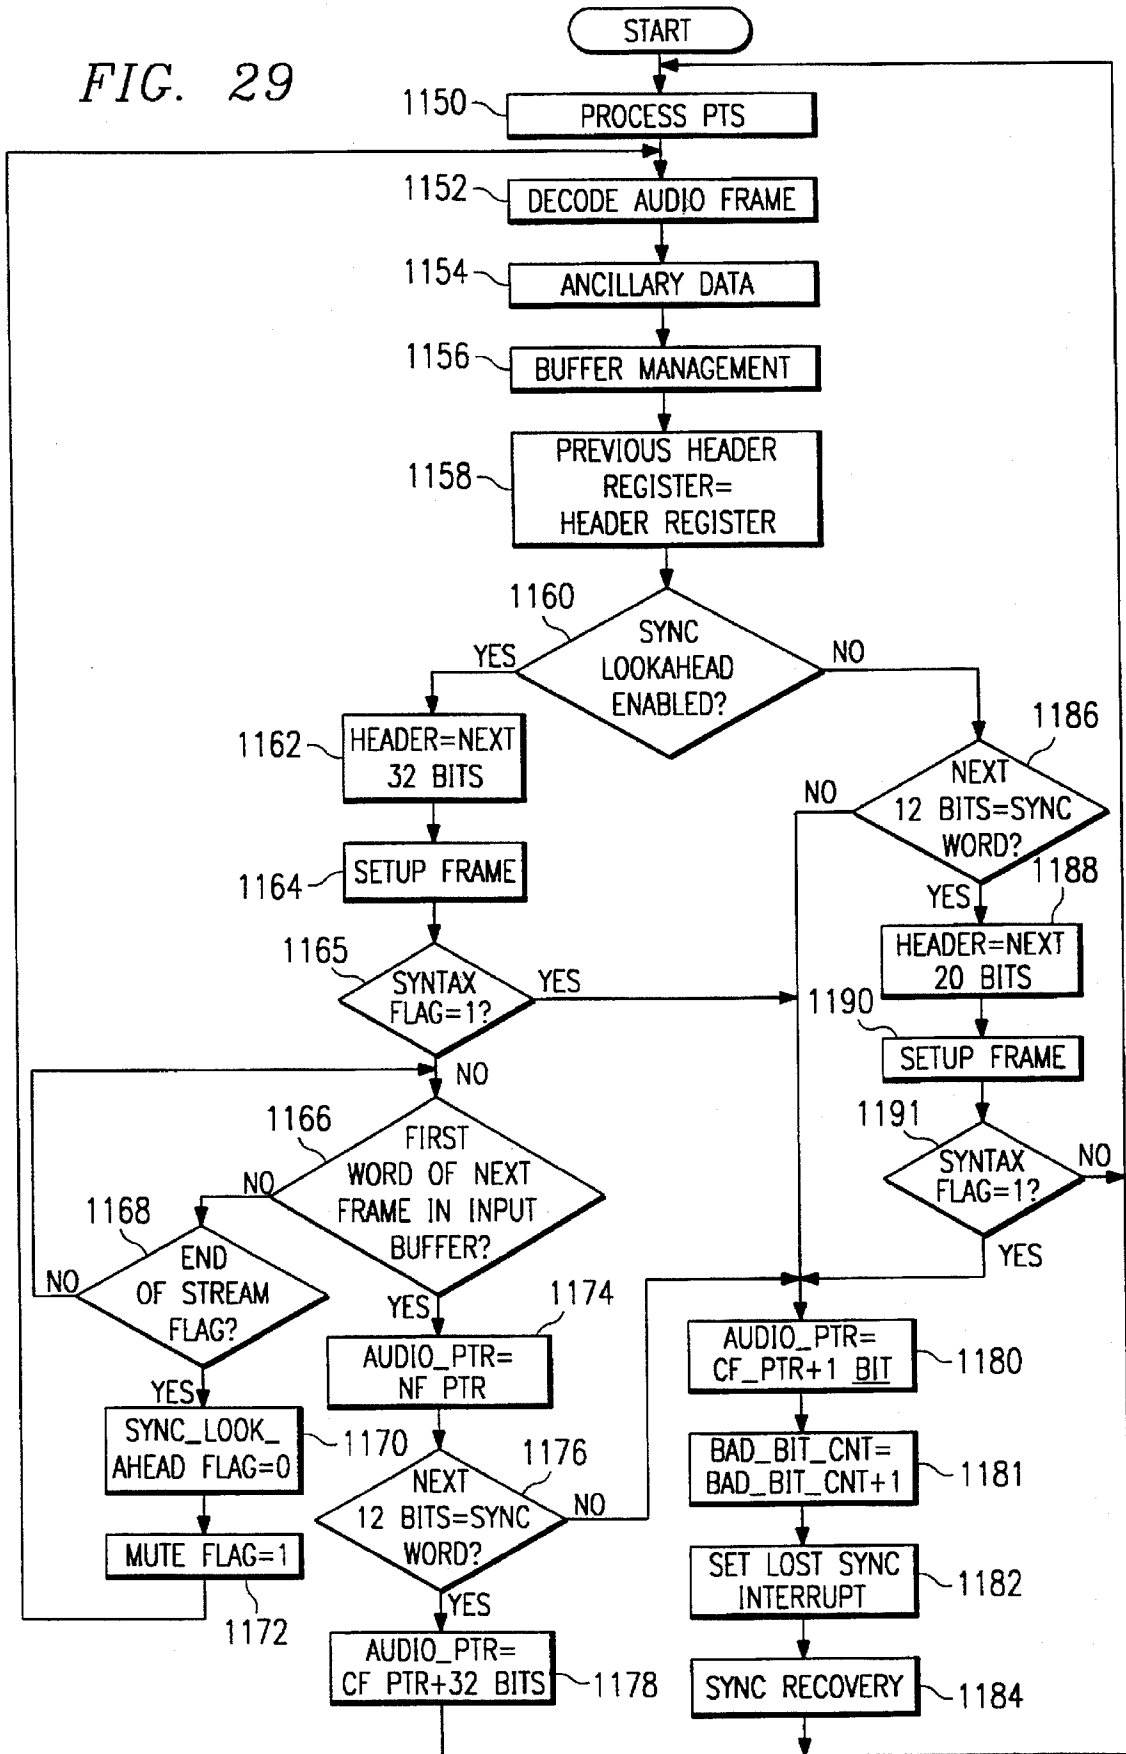 START
FIG. 29
1150
PROCESS PTS
1152
DECODE AUDIO FRAME
1154
ANCILLARY DATA
1156
BUFFER MANAGEMENT
1158
PREVIOUS HEADER
REGISTER=
HEADER REGISTER
1160
SYNC
LOOKAHEAD
ENABLED?
YES
NO
1162
HEADER=NEXT
32 BITS
1186
NEXT
12 BITS=SYNC
WORD?
NO
YES
1164
SETUP FRAME
1188
HEADER=NEXT
20 BITS
1165
SYNTAX
FLAG=1?
YES
NO
1190
SETUP FRAME
1191
SYNTAX
FLAG=1?
NO
YES
1166
FIRST
WORD OF NEXT
FRAME IN INPUT
BUFFER?
NO
YES
1168
END
OF STREAM
FLAG?
NO
YES
1174
AUDIO_PTR=
NF PTR
AUDIO_PTR=
CF_PTR+1 BIT
1180
SYNC_LOOK_
AHEAD FLAG=0
1170
1176
NEXT
12 BITS=SYNC
WORD?
NO
YES
BAD_BIT_CNT=
BAD_BIT_CNT+1
1181
MUTE FLAG=1
1172
SET LOST SYNC
INTERRUPT
1182
AUDIO_PTR=
CF PTR+32 BITS
1178
SYNC RECOVERY
1184